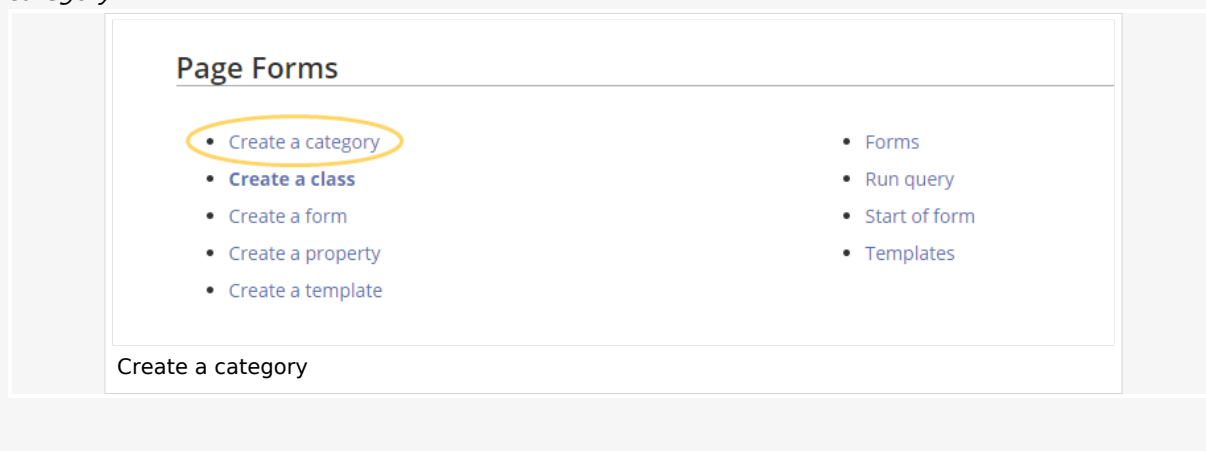 Page Forms
• Create a category
• Create a class
• Create a form
• Create a property
• Create a template
• Forms
• Run query
• Start of form
• Templates
Create a category